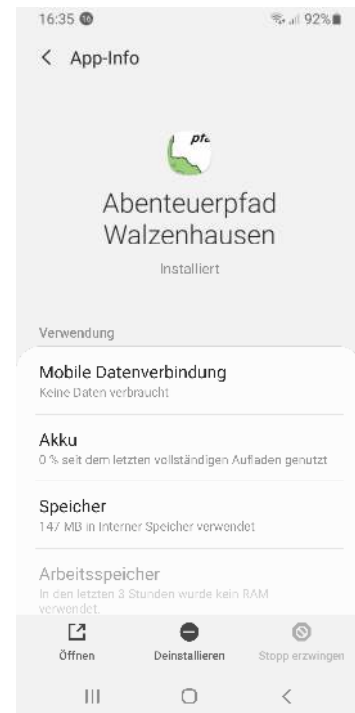 16:35
92%
App-Info
pfa
Abenteuerpfad
Walzenhausen
Installiert
Verwendung
Mobile Datenverbindung
Keine Daten verbraucht
Akku
0 % seit dem letzten vollständigen Aufladen genutzt
Speicher
147 MB in Interner Speicher verwendet
Arbeitsspeicher
In den letzten 3 Stunden wurde kein RAM
verwendet.
Öffnen Deinstallieren Stopp erzwingen